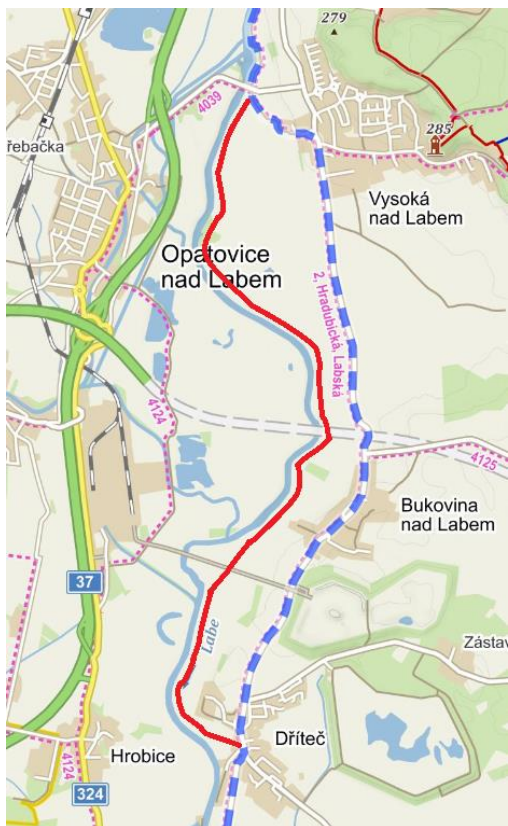 279
4039
285
řebačka
Vysoká
nad Labem
Opatovice
nad Labem
2, Hradubická, Labská
4124
4125
Bukovina
nad Labem
37
Labe
Zástav
Dříteč
Hrobice
4124
324